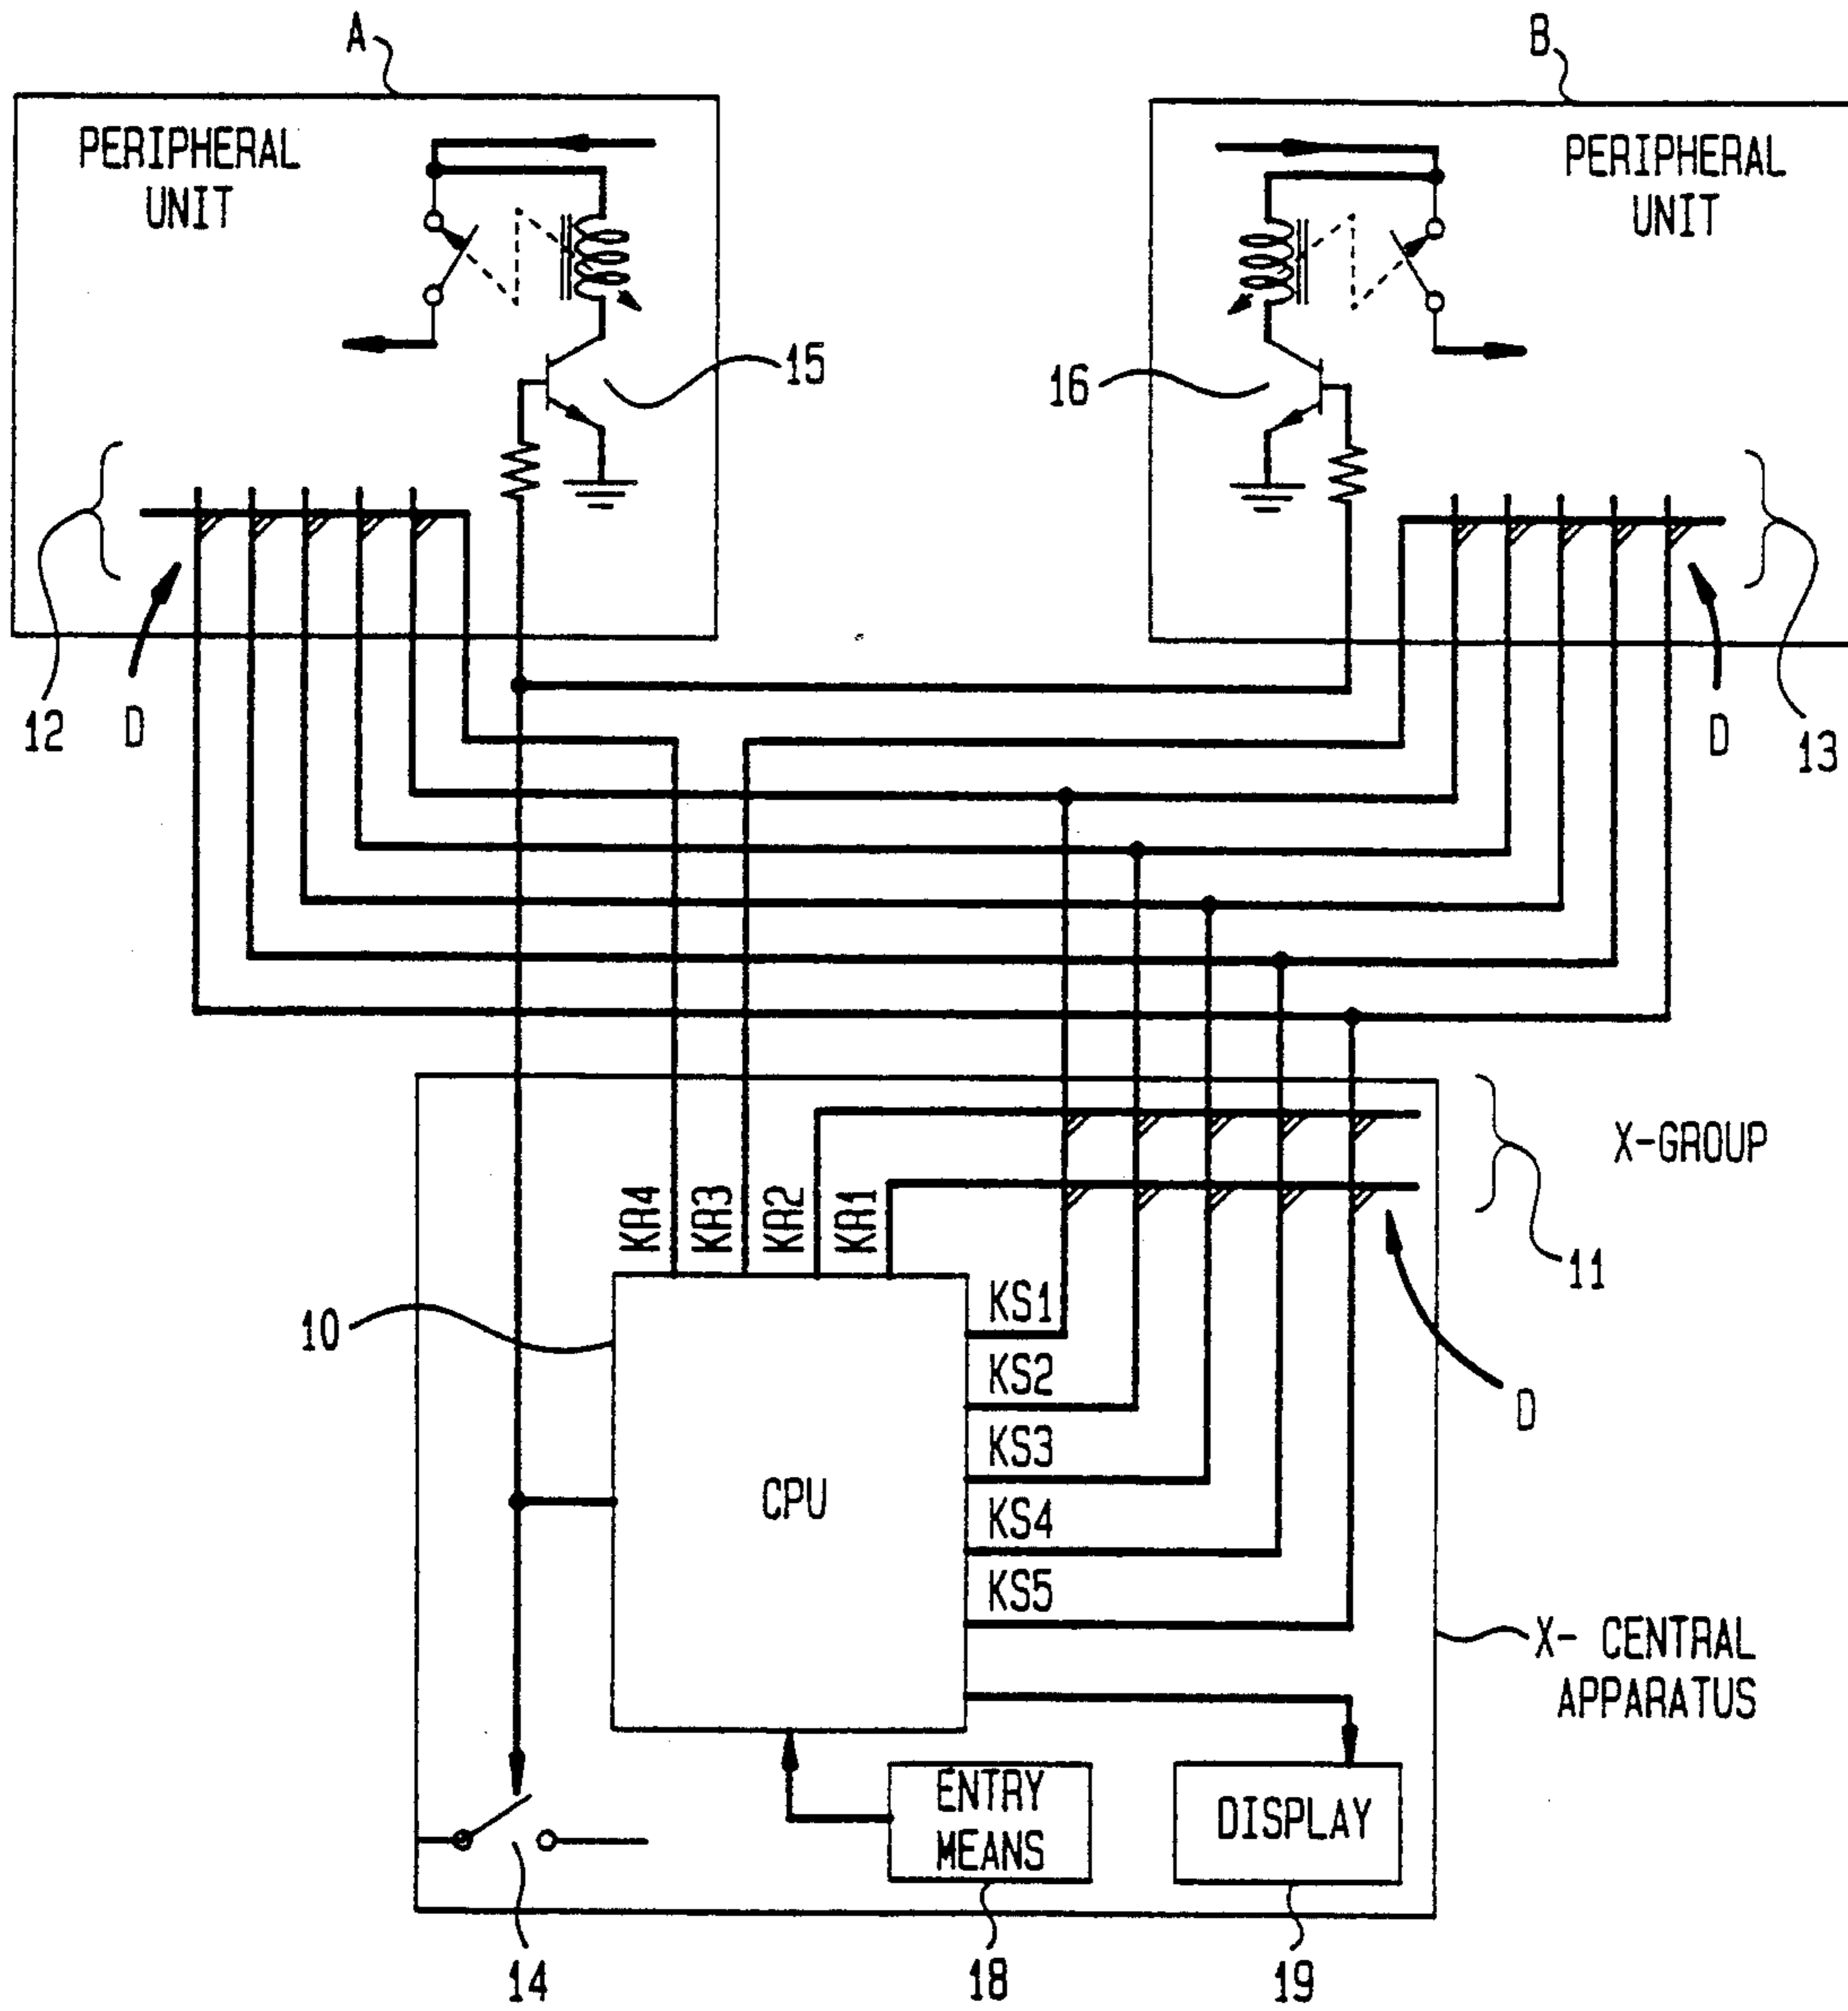 A
B
PERIPHERAL
UNIT
PERIPHERAL
UNIT
15
16
12
D
D
13
X-GROUP
KR4
KR3
KR2
KR1
11
10
KS1
KS2
KS3
KS4
KS5
CPU
D
X- CENTRAL
APPARATUS
ENTRY
MEANS
DISPLAY
14
18
19